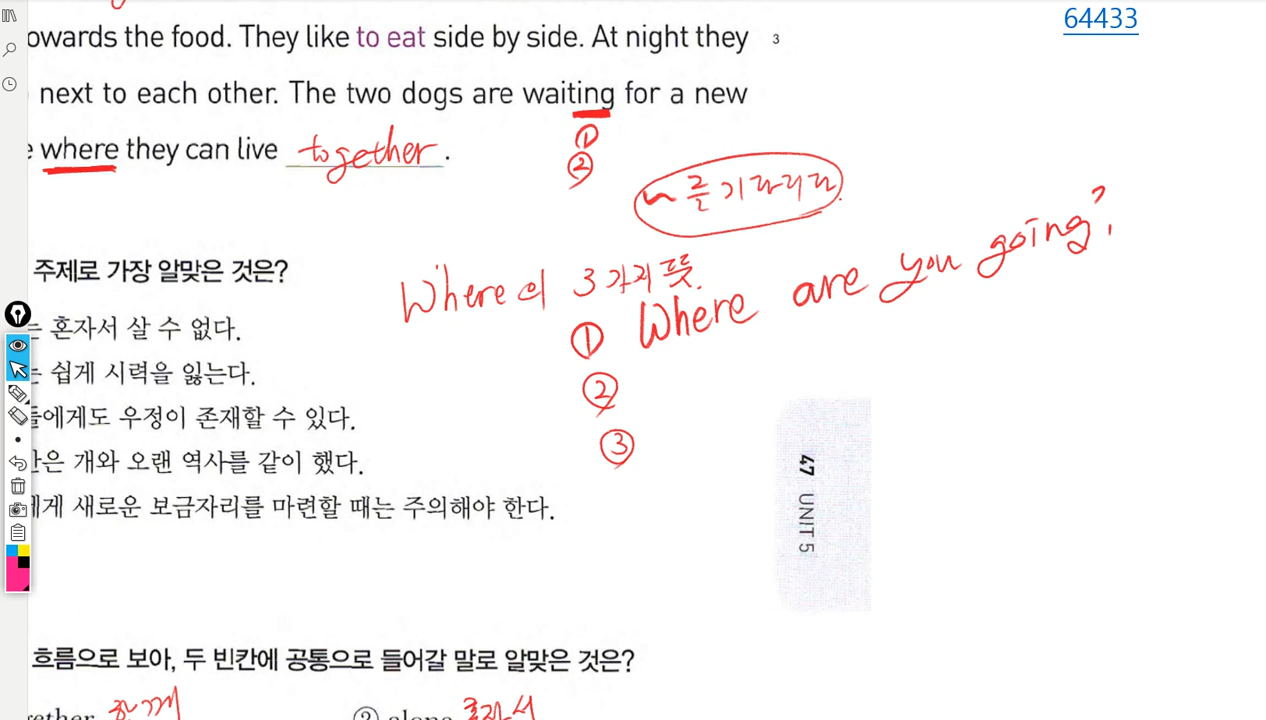 64433
owards the food. They like to eat side by side. At night they 3
next to each other. The two dogs are waiting for a new
e where they can live together.
①
②
~를 기다리다.
주제로 가장 알맞은 것은?
Where의 3가지 뜻.
① Where are you going?
②
③
는 혼자서 살 수 없다.
는 쉽게 시력을 잃는다.
들에게도 우정이 존재할 수 있다.
간은 개와 오랜 역사를 같이 했다.
에게 새로운 보금자리를 마련할 때는 주의해야 한다.
47 UNIT 5
흐름으로 보아, 두 빈칸에 공통으로 들어갈 말로 알맞은 것은?
gether 함께 ② alone 혼자서